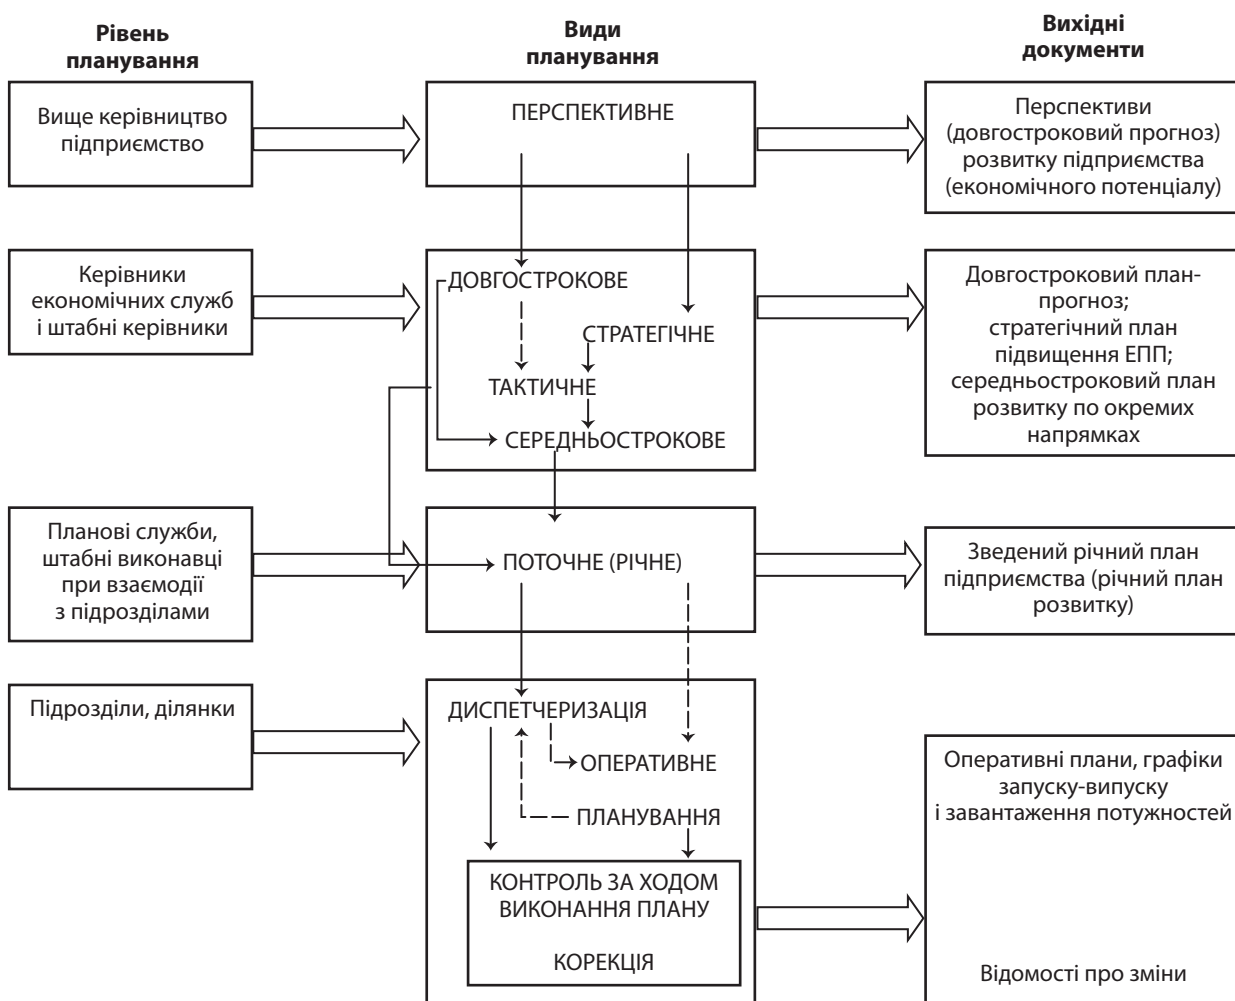 Рівень
планування
Види
планування
Вихідні
документи
Вище керівництво
підприємство
ПЕРСПЕКТИВНЕ
Перспективи
(довгостроковий прогноз)
розвитку підприємства
(економічного потенціалу)
Керівники
економічних служб
і штабні керівники
ДОВГОСТРОКОВЕ
СТРАТЕГІЧНЕ
ТАКТИЧНЕ
СЕРЕДНЬОСТРОКОВЕ
Довгостроковий план-
прогноз;
стратегічний план
підвищення ЕПП;
середньостроковий план
розвитку по окремих
напрямках
Планові служби,
штабні виконавці
при взаємодії
з підрозділами
ПОТОЧНЕ (РІЧНЕ)
Зведений річний план
підприємства (річний план
розвитку)
Підрозділи, ділянки
ДИСПЕТЧЕРИЗАЦІЯ
ОПЕРАТИВНЕ
ПЛАНУВАННЯ
КОНТРОЛЬ ЗА ХОДОМ
ВИКОНАННЯ ПЛАНУ
КОРЕКЦІЯ
Оперативні плани, графіки
запуску-випуску
і завантаження потужностей
Відомості про зміни